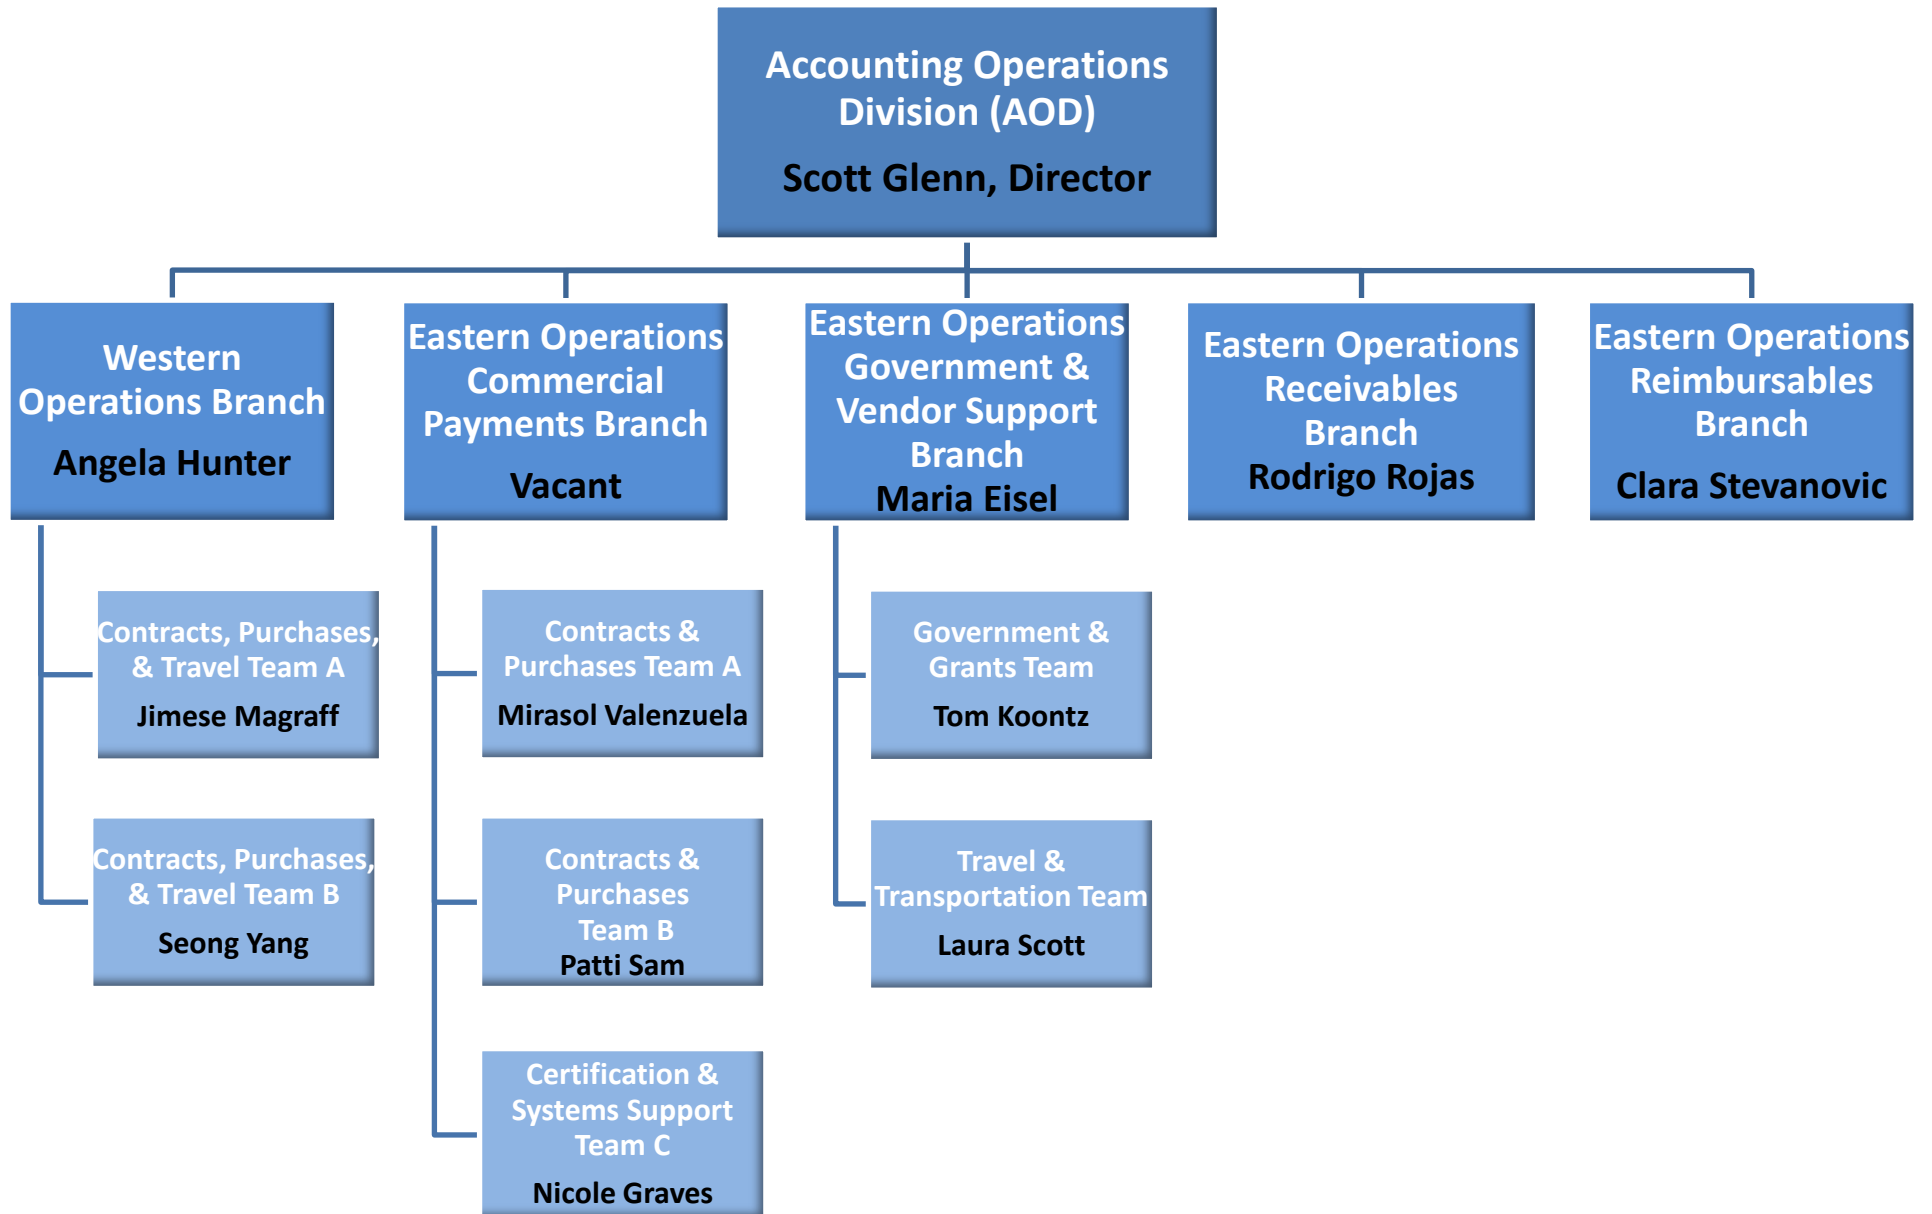 Accounting Operations
Division (AOD)
Scott Glenn, Director
Western
Operations Branch
Angela Hunter
Eastern Operations
Commercial
Payments Branch
Vacant
Eastern Operations
Government &
Vendor Support
Branch
Maria Eisel
Eastern Operations
Receivables
Branch
Rodrigo Rojas
Eastern Operations
Reimbursables
Branch
Clara Stevanovic
Contracts, Purchases,
& Travel Team A
Jimese Magraff
Contracts, Purchases,
& Travel Team B
Seong Yang
Contracts &
Purchases Team A
Mirasol Valenzuela
Contracts &
Purchases
Team B
Patti Sam
Certification &
Systems Support
Team C
Nicole Graves
Government &
Grants Team
Tom Koontz
Travel &
Transportation Team
Laura Scott